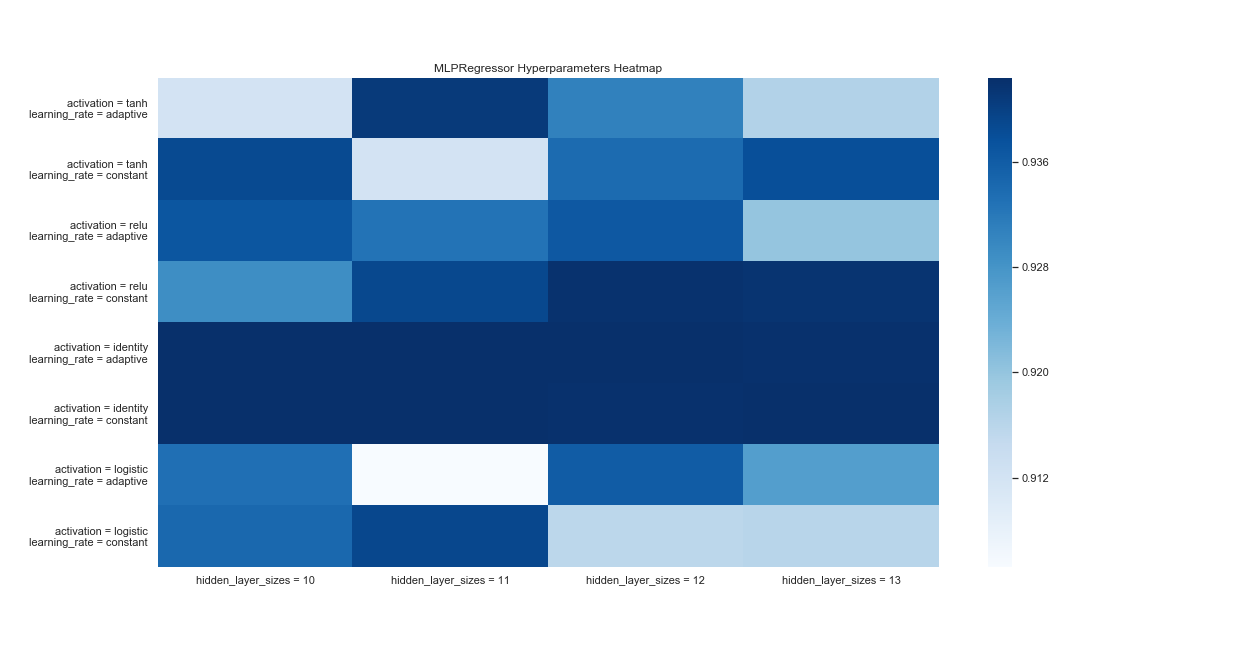 MLPRegressor Hyperparameters Heatmap
activation = tanh
learning_rate = adaptive
activation = tanh
learning_rate = constant
activation = relu
learning_rate = adaptive
activation = relu
learning_rate = constant
activation = identity
learning_rate = adaptive
activation = identity
learning_rate = constant
activation = logistic
learning_rate = adaptive
activation = logistic
learning_rate = constant
hidden_layer_sizes = 10
hidden_layer_sizes = 11
hidden_layer_sizes = 12
hidden_layer_sizes = 13
0.936
0.928
0.920
0.912